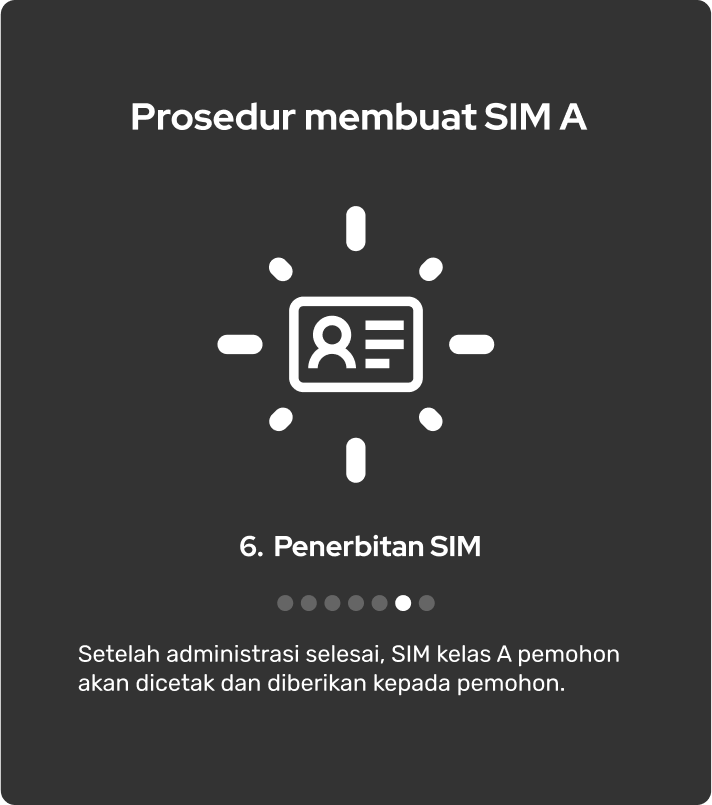 Prosedur membuat SIM A
6. Penerbitan SIM
Setelah administrasi selesai, SIM kelas A pemohon
akan dicetak dan diberikan kepada pemohon.